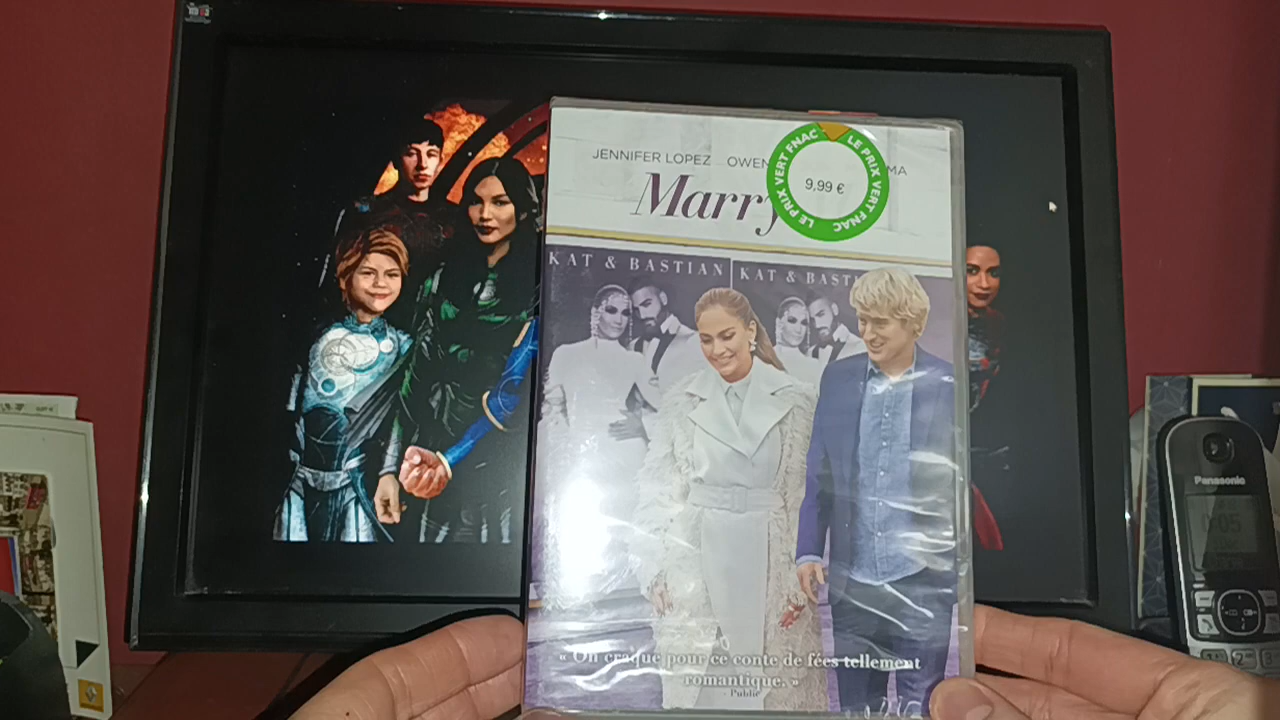 JENNIFER LOPEZ OWEN MA
Marry
LE PRIX VERT FNAC
9,99 €
LE PRIX VERT FNAC
KAT & BASTIAN
KAT & BASTI
« On craque pour ce conte de fées tellement
romantique. »
- Public
Panasonic